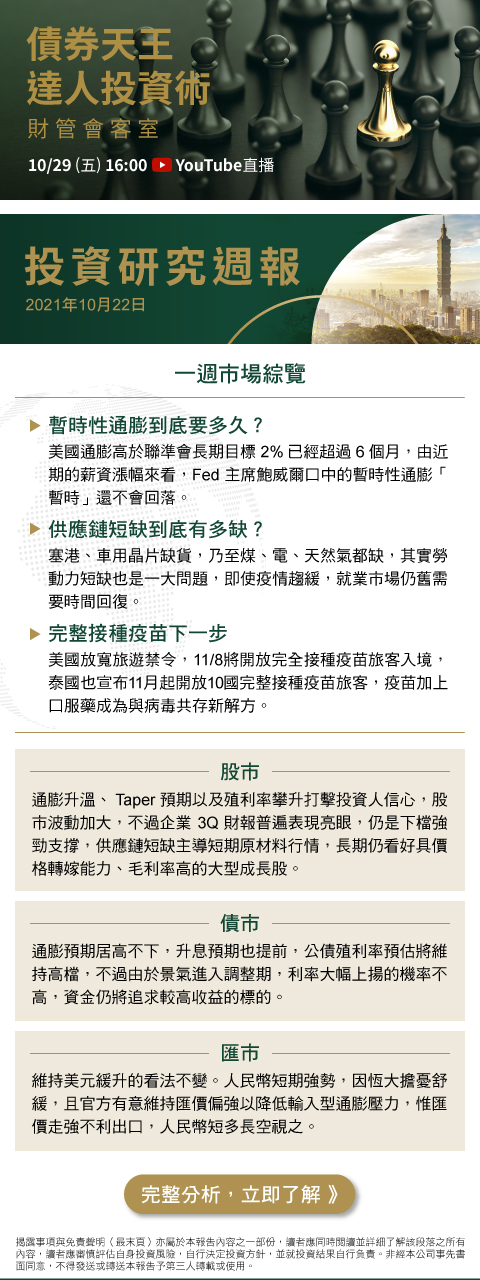 債券天王
達人投資術
財管會客室
10/29 (五) 16:00 YouTube直播
投資研究週報
2021年10月22日
一週市場綜覽
暫時性通膨到底要多久？
美國通膨高於聯準會長期目標 2% 已經超過 6 個月，由近
期的薪資漲幅來看，Fed 主席鮑威爾口中的暫時性通膨「
暫時」還不會回落。
供應鏈短缺到底有多缺？
塞港、車用晶片缺貨，乃至煤、電、天然氣都缺，其實勞
動力短缺也是一大問題，即使疫情趨緩，就業市場仍舊需
要時間回復。
完整接種疫苗下一步
美國放寬旅遊禁令，11/8將開放完全接種疫苗旅客入境，
泰國也宣布11月起開放10國完整接種疫苗旅客，疫苗加上
口服藥成為與病毒共存新解方。
股市
通膨升溫、 Taper 預期以及殖利率攀升打擊投資人信心，股
市波動加大，不過企業 3Q 財報普遍表現亮眼，仍是下檔強
勁支撐，供應鏈短缺主導短期原材料行情，長期仍看好具價
格轉嫁能力、毛利率高的大型成長股。
債市
通膨預期居高不下，升息預期也提前，公債殖利率預估將維
持高檔，不過由於景氣進入調整期，利率大幅上揚的機率不
高，資金仍將追求較高收益的標的。
匯市
維持美元緩升的看法不變。人民幣短期強勢，因恆大擔憂舒
緩，且官方有意維持匯價偏強以降低輸入型通膨壓力，惟匯
價走強不利出口，人民幣短多長空視之。
完整分析，立即了解 》
揭露事項與免責聲明（最末頁）亦屬於本報告內容之一部份，讀者應同時閱讀並詳細了解該段落之所有
內容，讀者應審慎評估自身投資風險，自行決定投資方針，並就投資結果自行負責。非經本公司事先書
面同意，不得發送或轉送本報告予第三人轉載或使用。